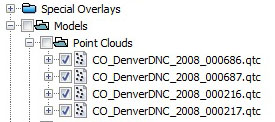 Special Overlays
Models
Point Clouds
CO_DenverDNC_2008_000686.qtc
CO_DenverDNC_2008_000687.qtc
CO_DenverDNC_2008_000216.qtc
CO_DenverDNC_2008_000217.qtc